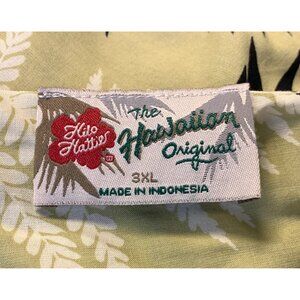 Hilo
Hattie
The
Hawaiian
Original
3XL
MADE IN INDONESIA